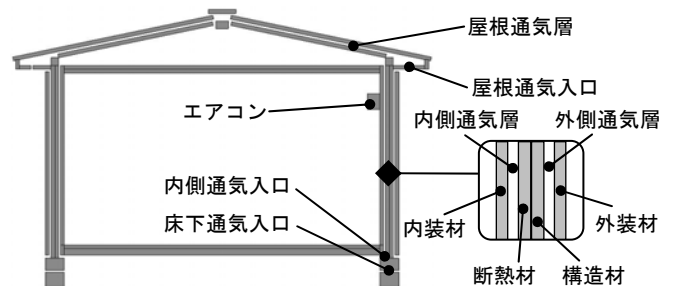 屋根通気層
屋根通気入口
エアコン
内側通気層
外側通気層
内側通気入口
床下通気入口
内装材
外装材
断熱材
構造材